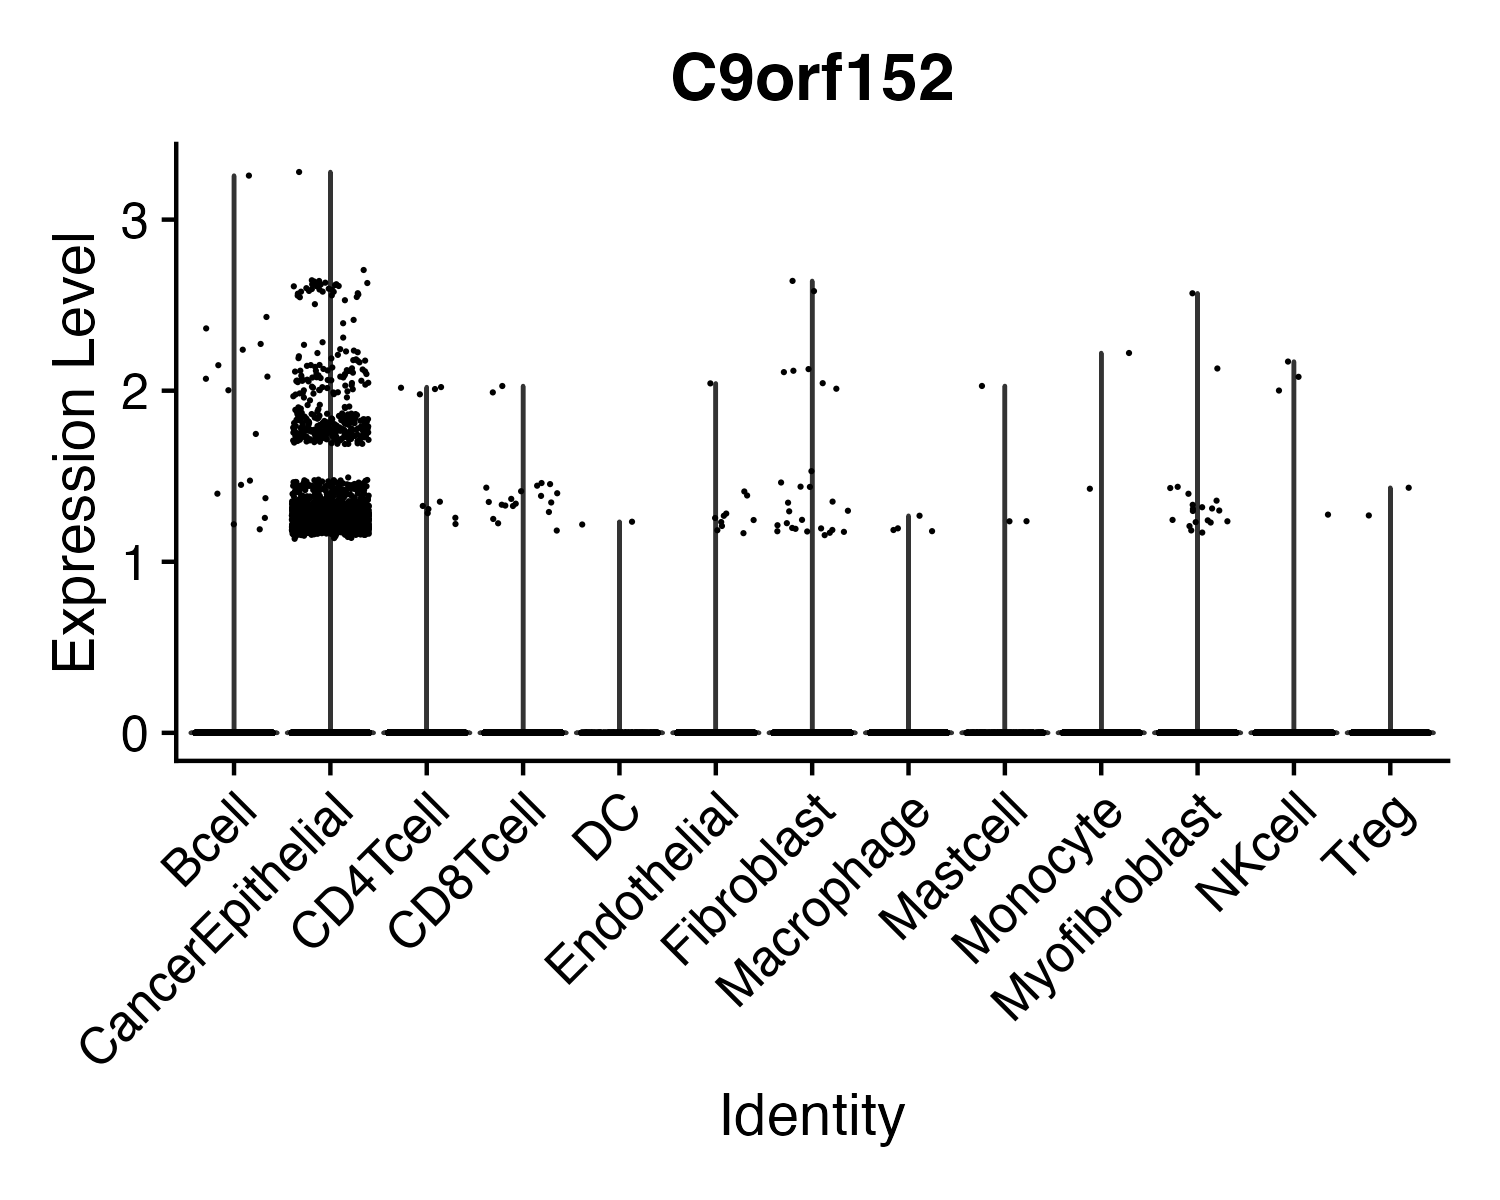 C9orf152
Expression Level
3
2
1
0
Bcell
CancerEpithelial
CD4Tcell
CD8Tcell
DC
Endothelial
Fibroblast
Macrophage
Mastcell
Monocyte
Myofibroblast
NKcell
Treg
Identity